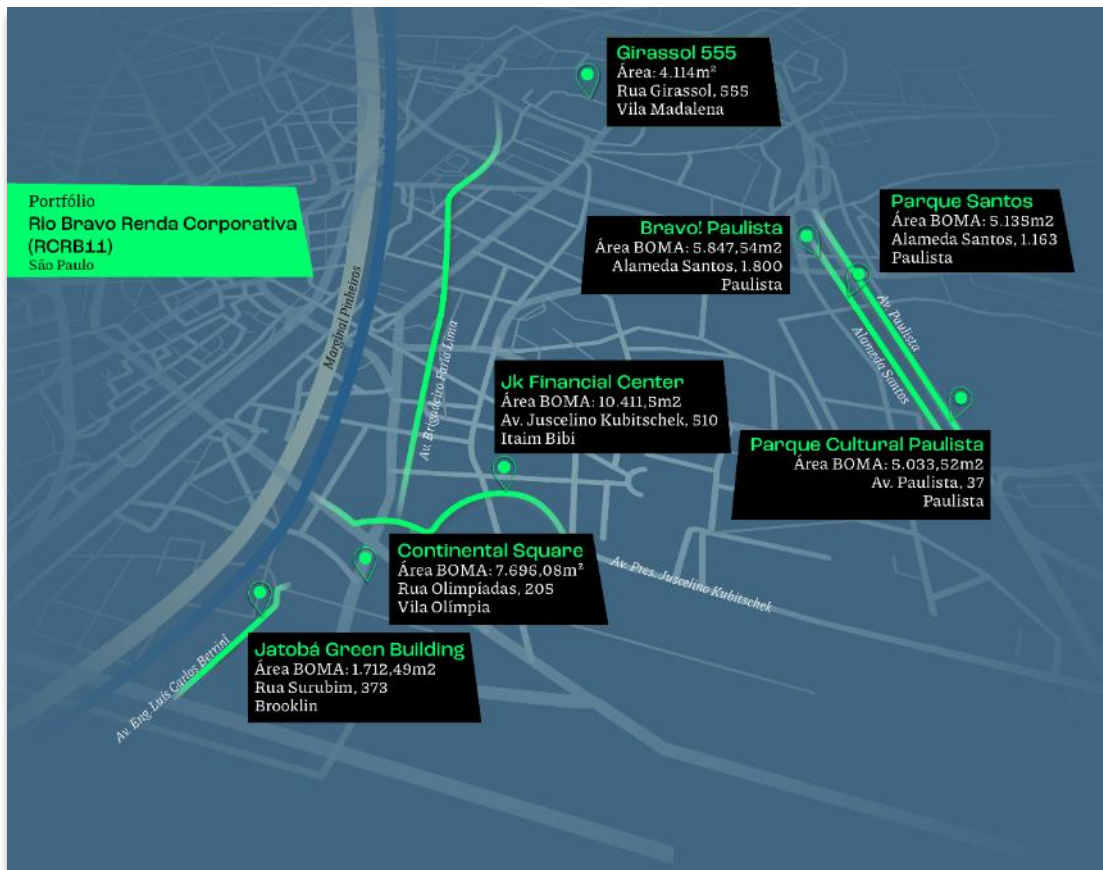 Girassol 555
Área: 4.114m²
Rua Girassol, 555
Vila Madalena
Portfólio
Rio Bravo Renda Corporativa
(RCRB11)
São Paulo
Parque Santos
Área BOMA: 5.135m2
Alameda Santos, 1.163
Paulista
Bravo! Paulista
Área BOMA: 5.847,54m2
Alameda Santos, 1.800
Paulista
Marginal Pinheiros
Av. Brigadeiro Faria Lima
Av. Paulista
Alameda Santos
Jk Financial Center
Área BOMA: 10.411,5m2
Av. Juscelino Kubitschek, 510
Itaim Bibi
Parque Cultural Paulista
Área BOMA: 5.033,52m2
Av. Paulista, 37
Paulista
Continental Square
Área BOMA: 7.696,08m²
Rua Olimpíadas, 205
Vila Olímpia
Av. Pres. Juscelino Kubitschek
Jatobá Green Building
Área BOMA: 1.712,49m2
Rua Surubim, 373
Brooklin
Av. Eng. Luís Carlos Berrini